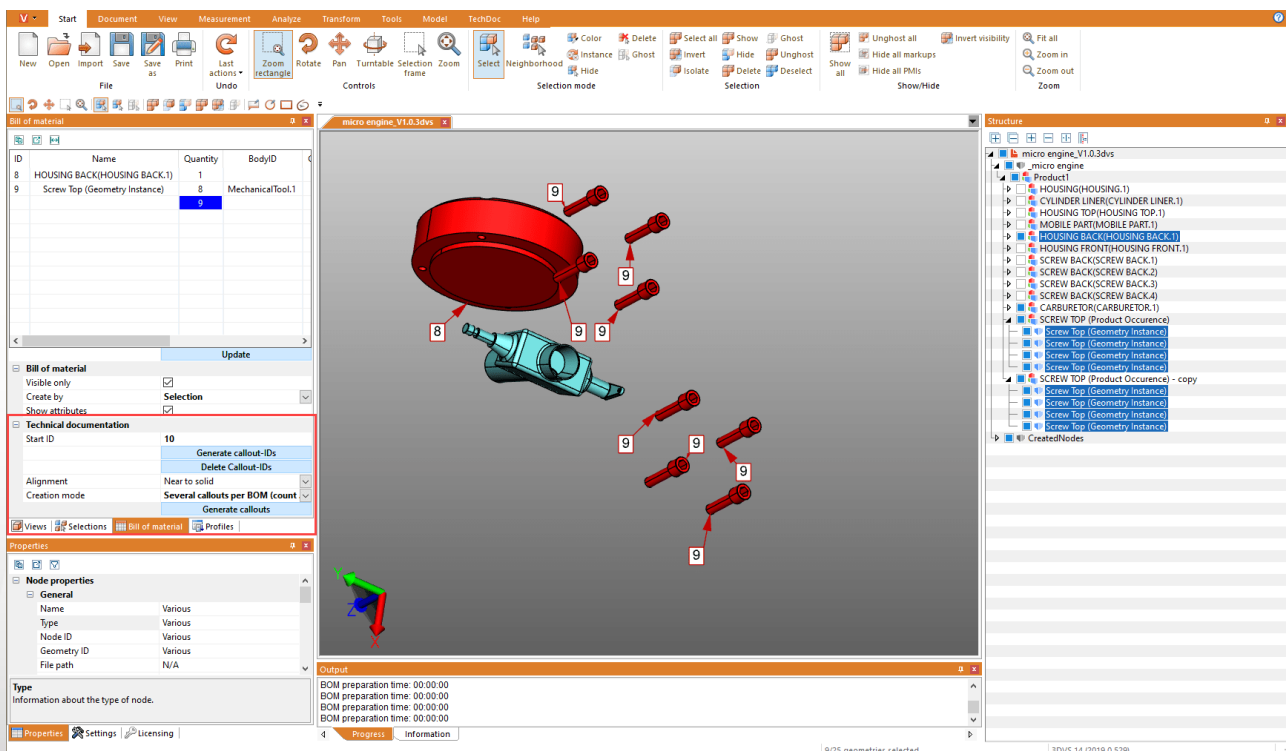 V Start Document View Measurement Analyze Transform Tools Model TechDoc Help
New Open Import Save Save as Print
File
Last actions
Undo
Zoom rectangle Rotate Pan Turntable Selection frame Zoom
Controls
Select Neighborhood Color Instance Hide Delete Ghost
Selection mode
Select all Show Ghost
Invert Hide Unghost
Isolate Delete Deselect
Selection
Show all Unghost all Invert visibility
Hide all markups
Hide all PMIs
Show/Hide
Fit all
Zoom in
Zoom out
Zoom
Bill of material
ID Name Quantity BodyID
8 HOUSING BACK(HOUSING BACK.1) 1
9 Screw Top (Geometry Instance) 8 MechanicalTool.1
9
Update
Bill of material
Visible only
Create by Selection
Show attributes
Technical documentation
Start ID 10
Generate callout-IDs
Delete Callout-IDs
Alignment Near to solid
Creation mode Several callouts per BOM (count
Generate callouts
Views Selections Bill of material Profiles
Properties
Node properties
General
Name Various
Type Various
Node ID Various
Geometry ID Various
File path N/A
Type
Information about the type of node.
Properties Settings Licensing
micro engine_V1.0.3dvs
9
9
9
8
9
9
9
9
9
9
Y
Z
X
Output
BOM preparation time: 00:00:00
BOM preparation time: 00:00:00
BOM preparation time: 00:00:00
BOM preparation time: 00:00:00
Progress Information
Structure
micro engine_V1.0.3dvs
_micro engine
Product1
HOUSING(HOUSING.1)
CYLINDER LINER(CYLINDER LINER.1)
HOUSING TOP(HOUSING TOP.1)
MOBILE PART(MOBILE PART.1)
HOUSING BACK(HOUSING BACK.1)
HOUSING FRONT(HOUSING FRONT.1)
SCREW BACK(SCREW BACK.1)
SCREW BACK(SCREW BACK.2)
SCREW BACK(SCREW BACK.3)
SCREW BACK(SCREW BACK.4)
CARBURETOR(CARBURETOR.1)
SCREW TOP (Product Occurence)
Screw Top (Geometry Instance)
Screw Top (Geometry Instance)
Screw Top (Geometry Instance)
Screw Top (Geometry Instance)
SCREW TOP (Product Occurence) - copy
Screw Top (Geometry Instance)
Screw Top (Geometry Instance)
Screw Top (Geometry Instance)
Screw Top (Geometry Instance)
CreatedNodes
9/25 geometries selected
3DVS 14 (2019.0.529)